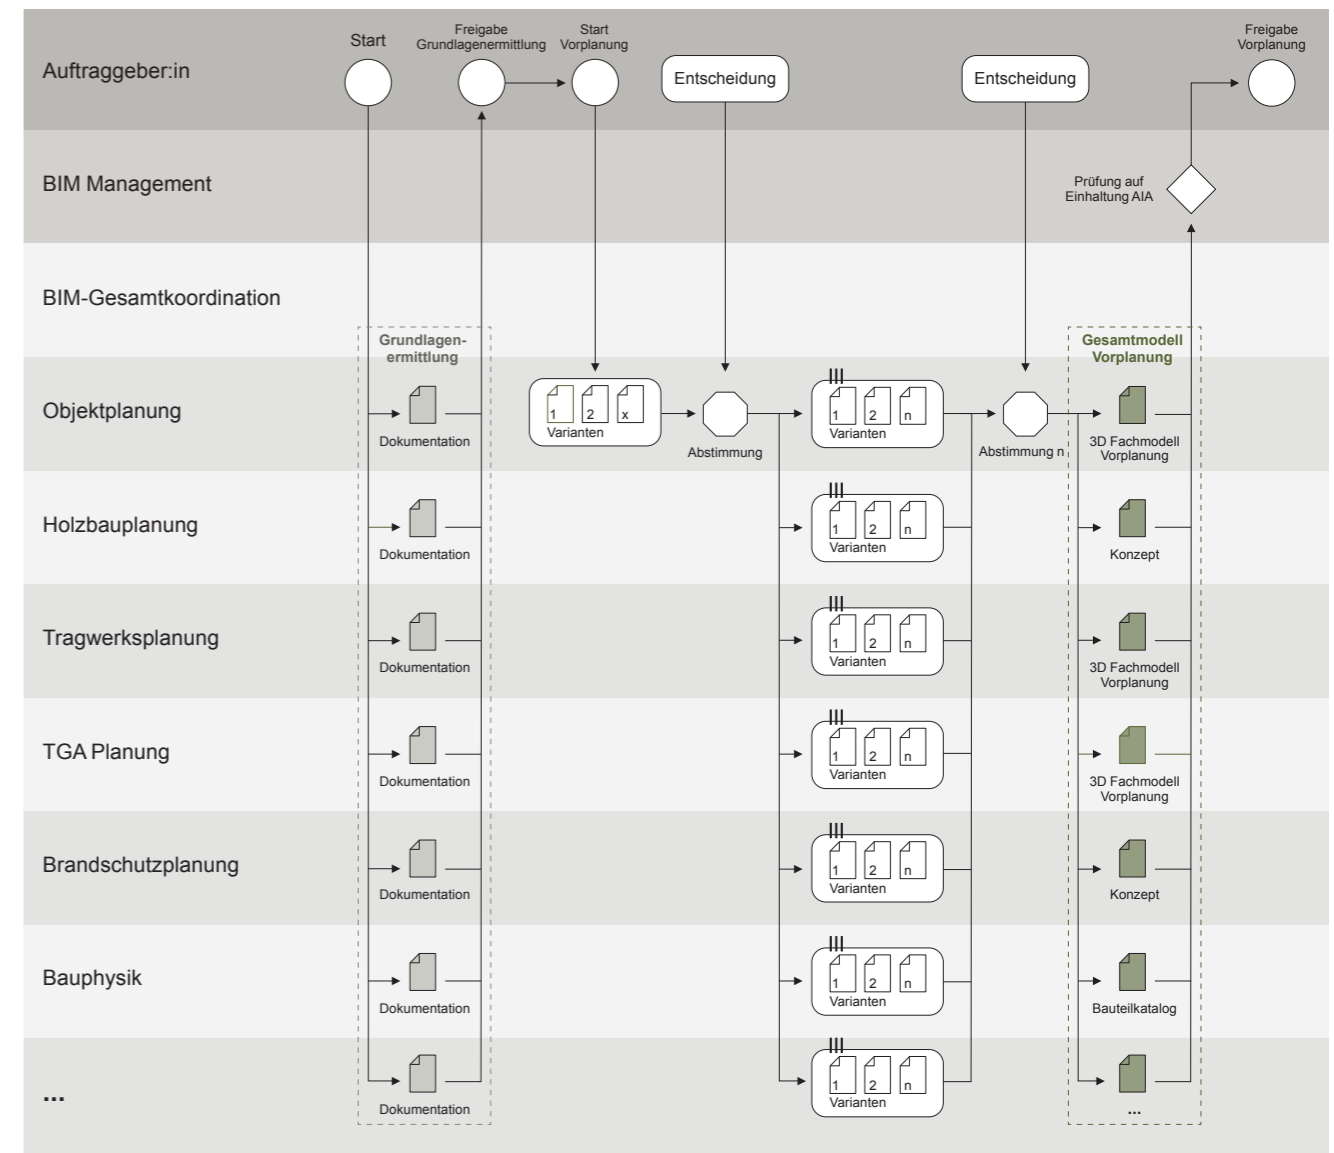 Start
Freigabe
Grundlagenermittlung
Start
Vorplanung
Freigabe
Vorplanung
Auftraggeber:in
Entscheidung
Entscheidung
BIM Management
Prüfung auf
Einhaltung AIA
BIM-Gesamtkoordination
Grundlagen-
ermittlung
Gesamtmodell
Vorplanung
Objektplanung
1 2 x
Varianten
1 2 n
Varianten
Dokumentation
Abstimmung
Abstimmung n
3D Fachmodell
Vorplanung
Holzbauplanung
Dokumentation
1 2 n
Varianten
Konzept
Tragwerksplanung
Dokumentation
1 2 n
Varianten
3D Fachmodell
Vorplanung
TGA Planung
Dokumentation
1 2 n
Varianten
3D Fachmodell
Vorplanung
Brandschutzplanung
Dokumentation
1 2 n
Varianten
Konzept
Bauphysik
Dokumentation
1 2 n
Varianten
Bauteilkatalog
...
Dokumentation
1 2 n
Varianten
...